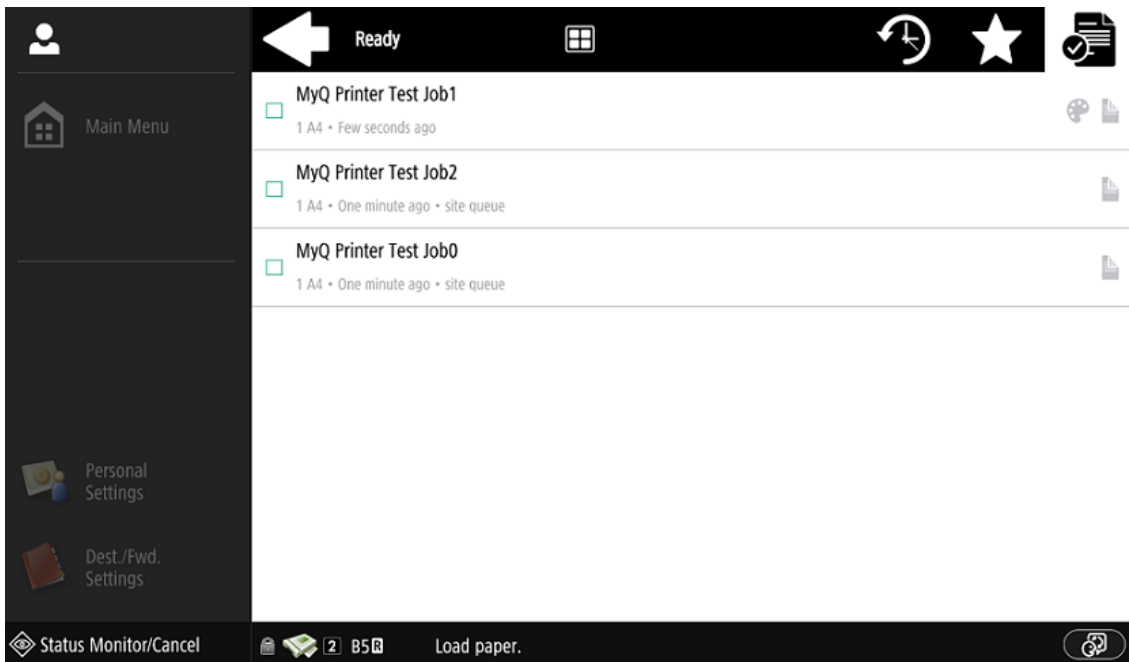 Ready
MyQ Printer Test Job1
1 A4 • Few seconds ago
Main Menu
MyQ Printer Test Job2
1 A4 • One minute ago • site queue
MyQ Printer Test Job0
1 A4 • One minute ago • site queue
Personal
Settings
Dest./Fwd.
Settings
Status Monitor/Cancel
2 B5R Load paper.